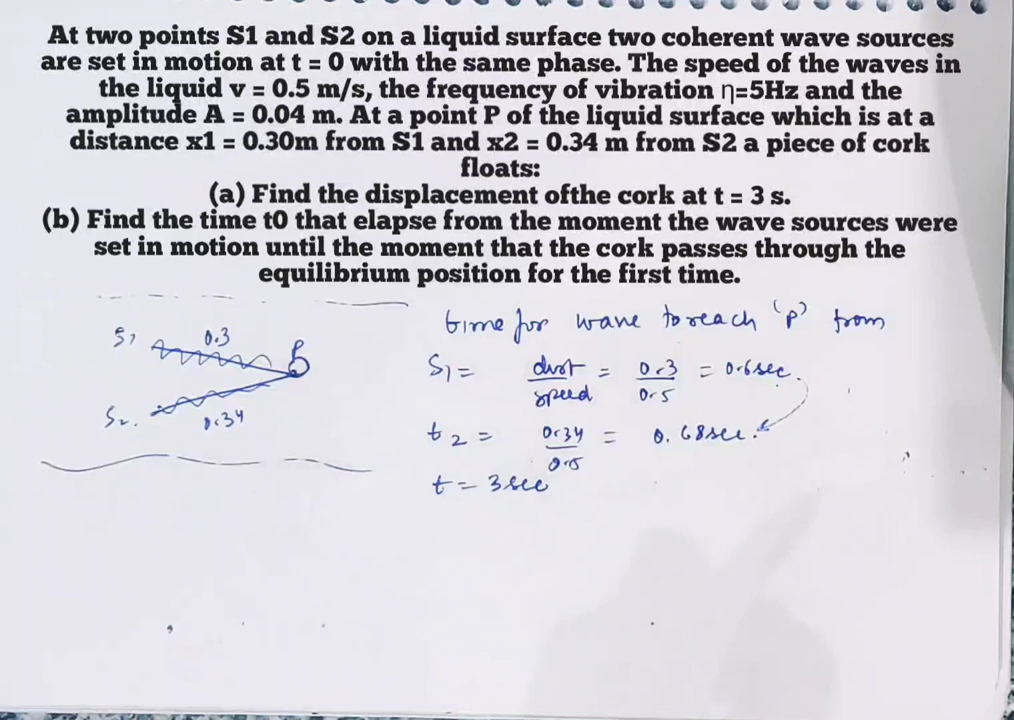 At two points S1 and S2 on a liquid surface two coherent wave sources
are set in motion at t = 0 with the same phase. The speed of the waves in
the liquid v = 0.5 m/s, the frequency of vibration η=5Hz and the
amplitude A = 0.04 m. At a point P of the liquid surface which is at a
distance x1 = 0.30m from S1 and x2 = 0.34 m from S2 a piece of cork
floats:
(a) Find the displacement ofthe cork at t = 3 s.
(b) Find the time t0 that elapse from the moment the wave sources were
set in motion until the moment that the cork passes through the
equilibrium position for the first time.
time for wave to reach 'p' from
S1 0.3
S1 = dist / speed = 0.3 / 0.5 = 0.6sec.
S2. 0.34
t2 = 0.34 / 0.5 = 0.68sec.
t = 3sec